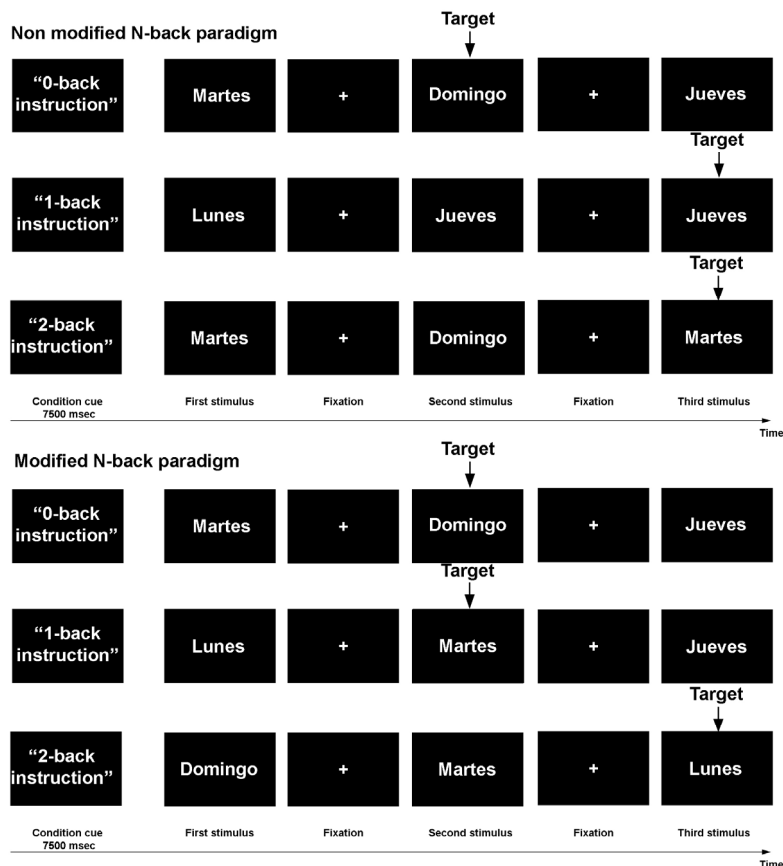 Target
Non modified N-back paradigm
“0-back
instruction”
Martes
+
Domingo
+
Jueves
Target
“1-back
instruction”
Lunes
+
Jueves
+
Jueves
Target
“2-back
instruction”
Martes
+
Domingo
+
Martes
Condition cue
7500 msec
First stimulus
Fixation
Second stimulus
Fixation
Third stimulus
Time
Target
Modified N-back paradigm
“0-back
instruction”
Martes
+
Domingo
+
Jueves
Target
“1-back
instruction”
Lunes
+
Martes
+
Jueves
Target
“2-back
instruction”
Domingo
+
Martes
+
Lunes
Condition cue
7500 msec
First stimulus
Fixation
Second stimulus
Fixation
Third stimulus
Time